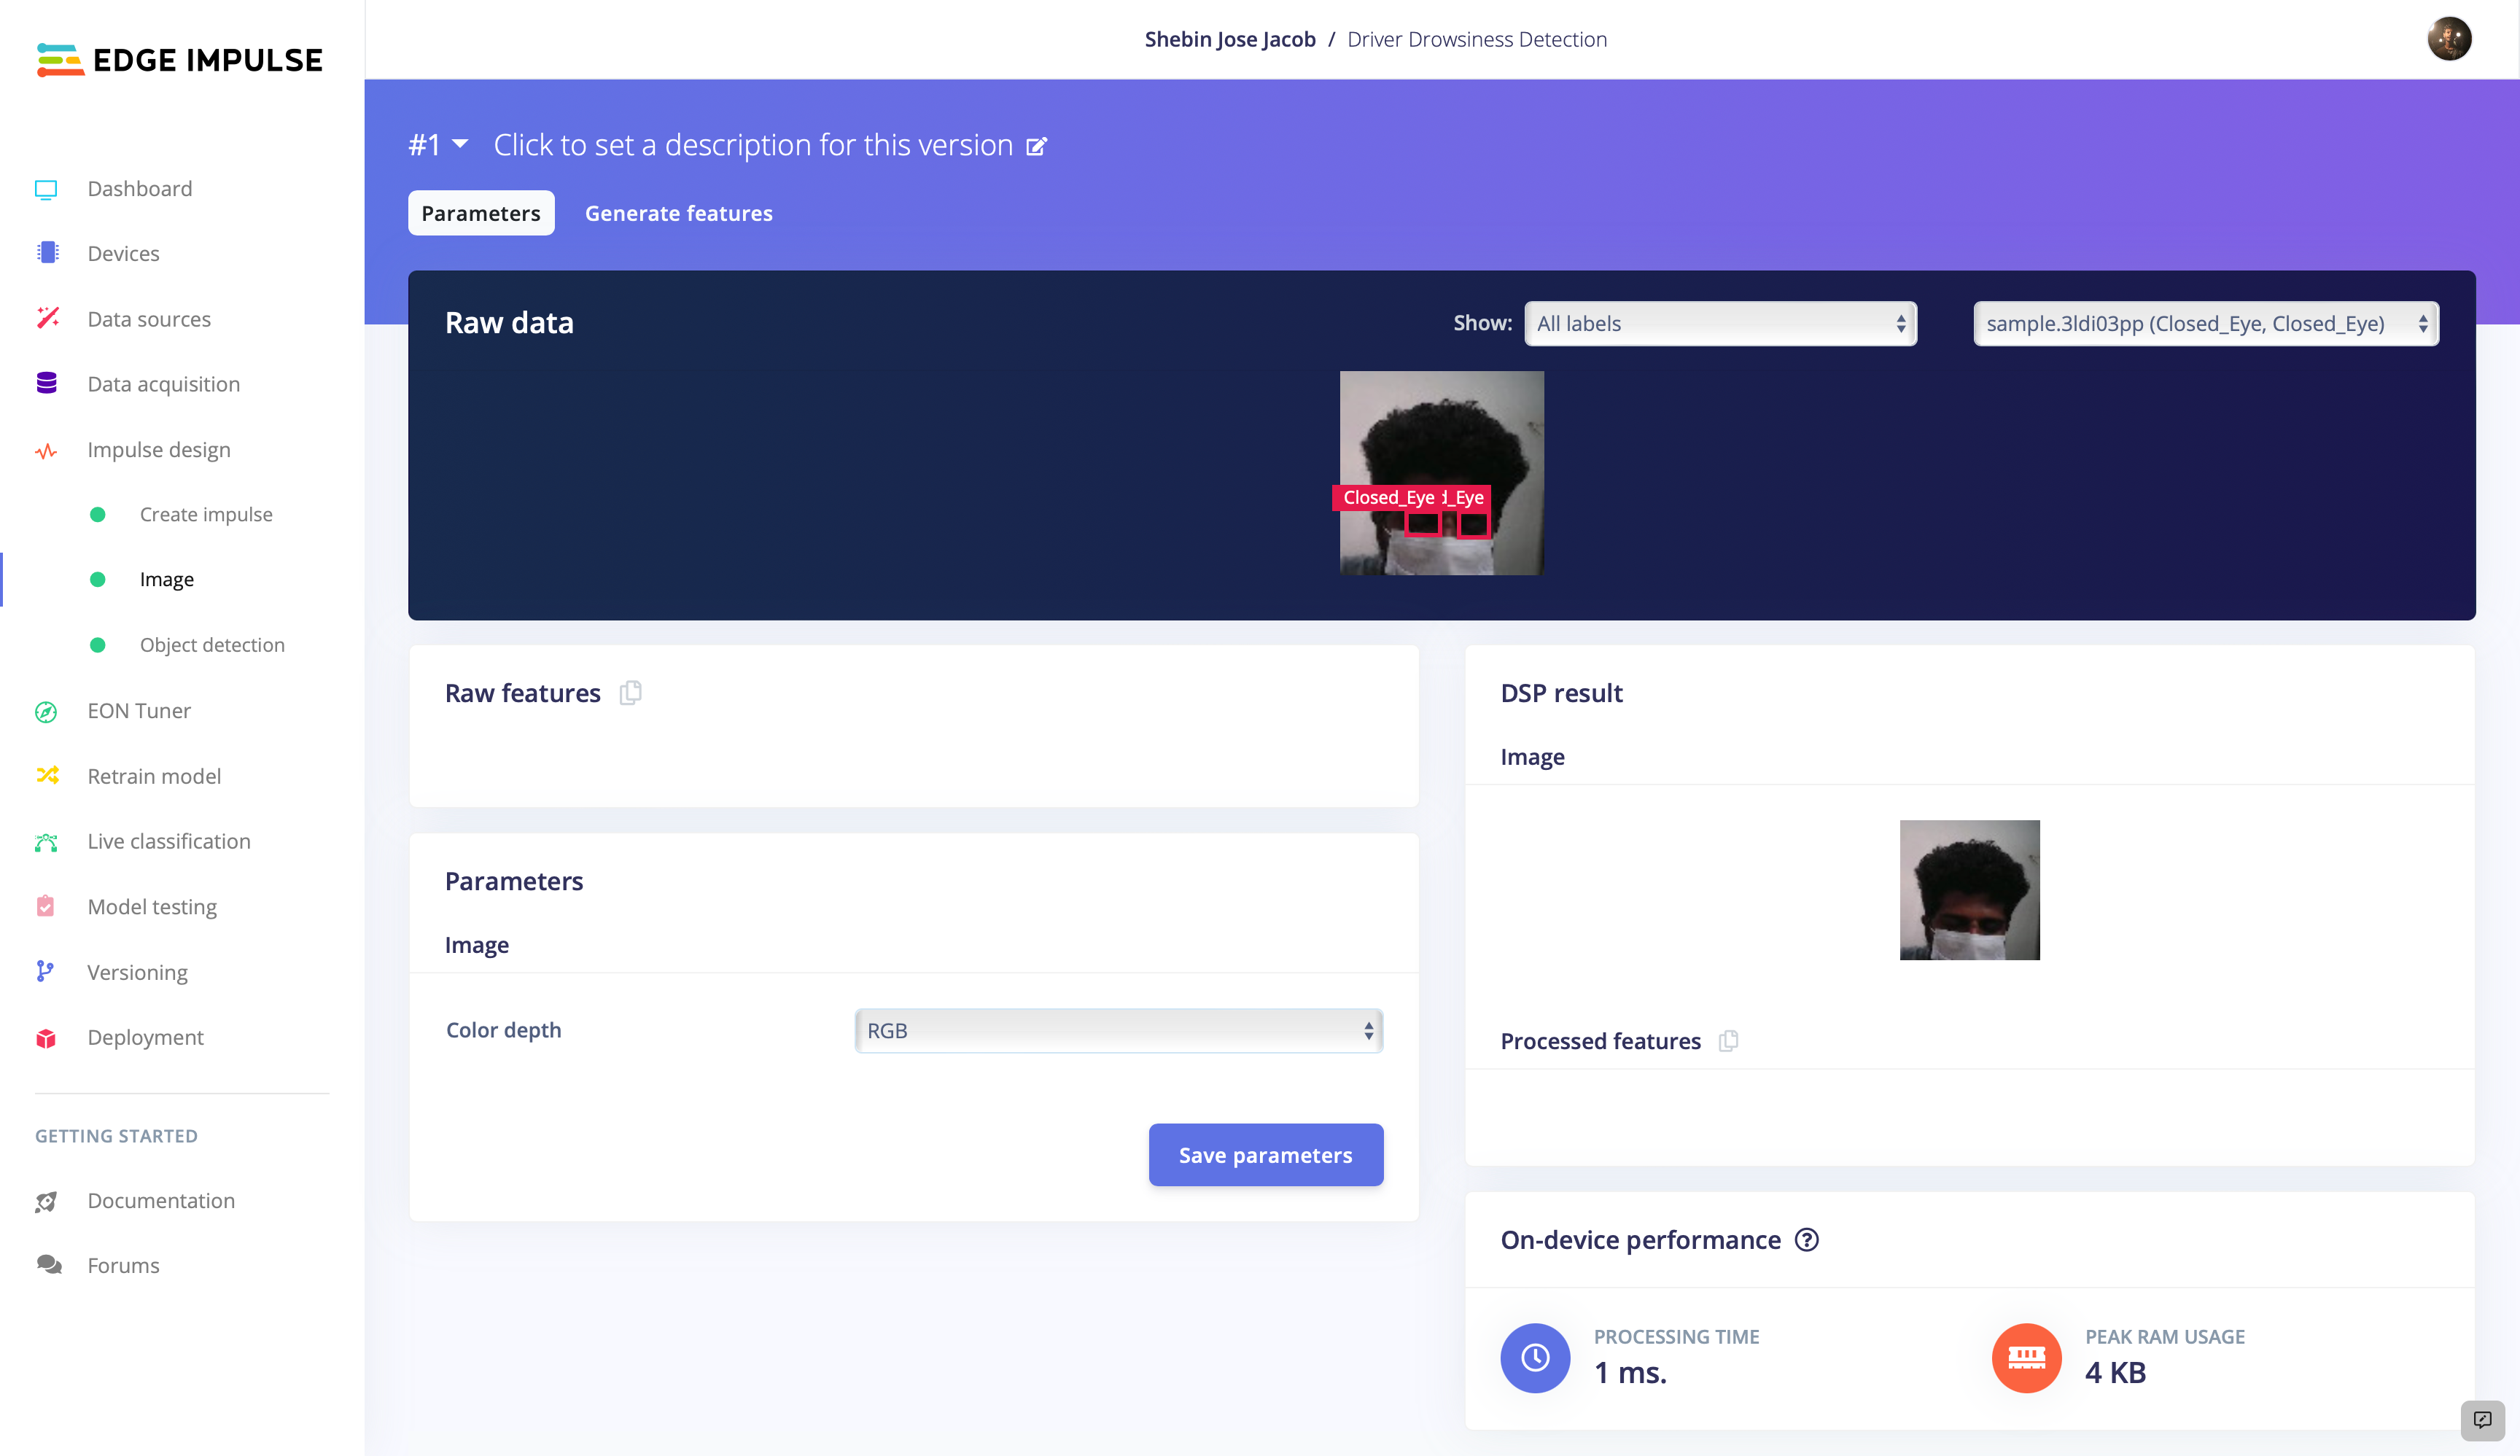 EDGE IMPULSE
Shebin Jose Jacob / Driver Drowsiness Detection
Dashboard
Devices
Data sources
Data acquisition
Impulse design
Create impulse
Image
Object detection
EON Tuner
Retrain model
Live classification
Model testing
Versioning
Deployment
GETTING STARTED
Documentation
Forums
#1 Click to set a description for this version
Parameters Generate features
Raw data Show: All labels sample.3ldi03pp (Closed_Eye, Closed_Eye)
Closed_Eye d_Eye
Raw features
Parameters
Image
Color depth RGB
Save parameters
DSP result
Image
Processed features
On-device performance
PROCESSING TIME
1 ms.
PEAK RAM USAGE
4 KB